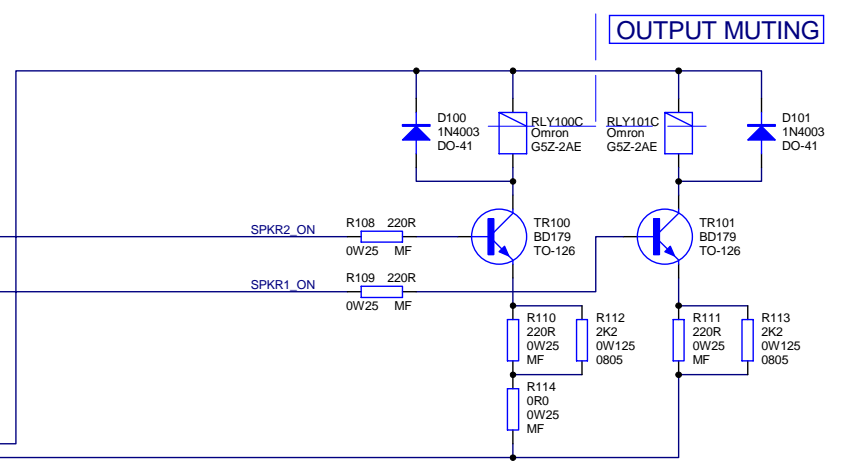 OUTPUT MUTING
D100
1N4003
DO-41
RLY100C
Omron
G5Z-2AE
RLY101C
Omron
G5Z-2AE
D101
1N4003
DO-41
SPKR2_ON
R108 220R
0W25 MF
TR100
BD179
TO-126
TR101
BD179
TO-126
SPKR1_ON
R109 220R
0W25 MF
R110
220R
0W25
MF
R112
2K2
0W125
0805
R111
220R
0W25
MF
R113
2K2
0W125
0805
R114
0R0
0W25
MF